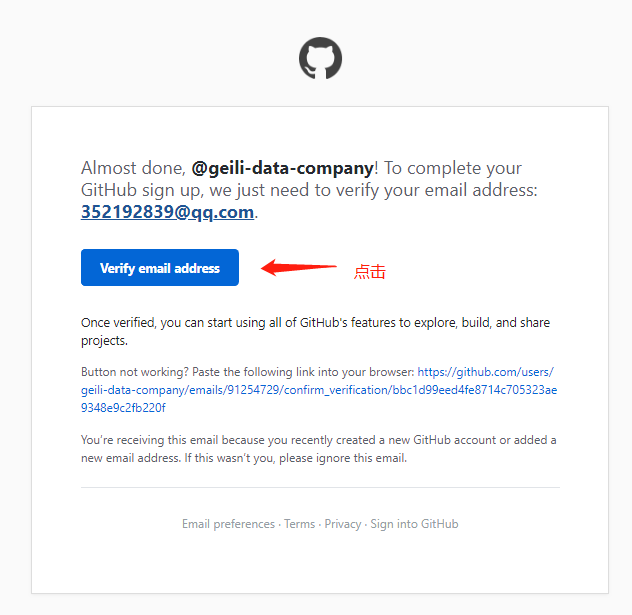 Almost done, @geili-data-company! To complete your
GitHub sign up, we just need to verify your email address:
352192839@qq.com.
Verify email address
点击
Once verified, you can start using all of GitHub's features to explore, build, and share
projects.
Button not working? Paste the following link into your browser: https://github.com/users/
geili-data-company/emails/91254729/confirm_verification/bbc1d99eed4fe8714c705323ae
9348e9c2fb220f
You're receiving this email because you recently created a new GitHub account or added a
new email address. If this wasn't you, please ignore this email.
Email preferences · Terms · Privacy · Sign into GitHub